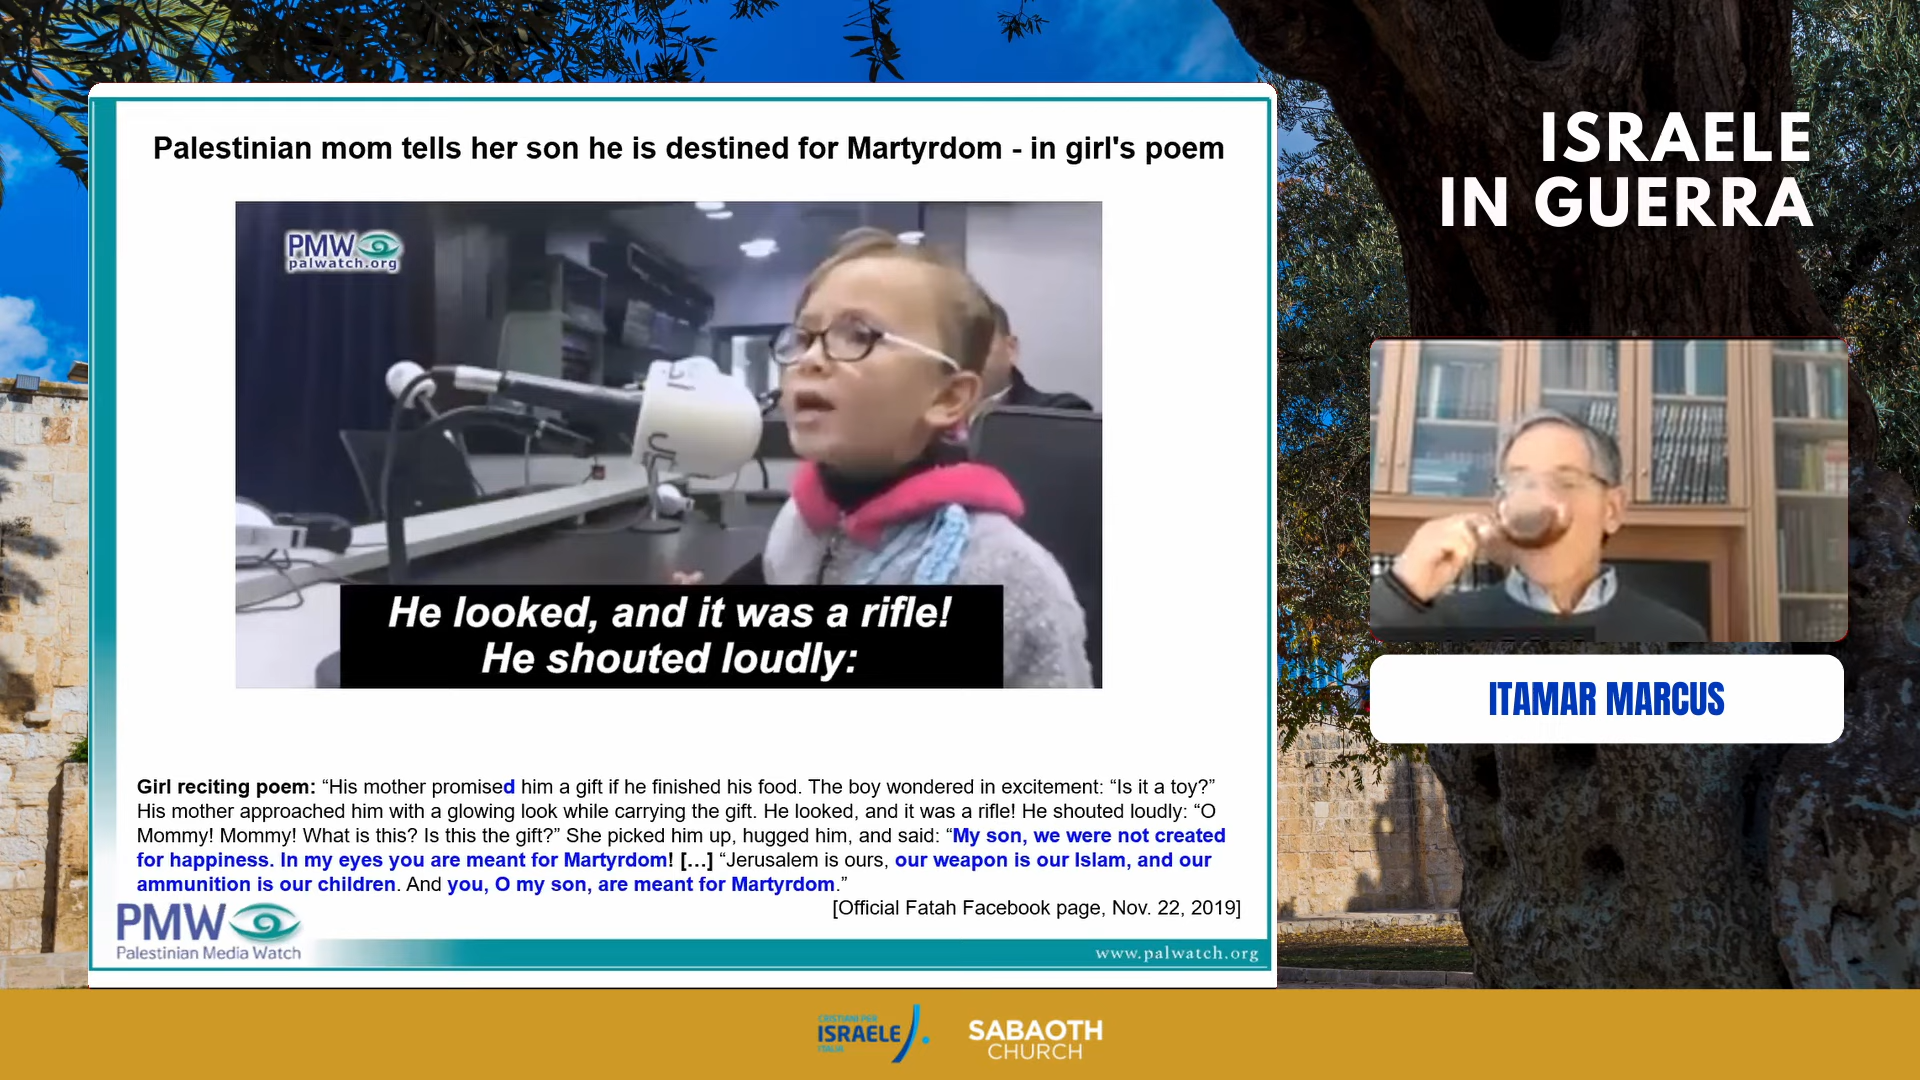 Palestinian mom tells her son he is destined for Martyrdom - in girl's poem
PMW
palwatch.org
He looked, and it was a rifle!
He shouted loudly:
Girl reciting poem: “His mother promised him a gift if he finished his food. The boy wondered in excitement: “Is it a toy?”
His mother approached him with a glowing look while carrying the gift. He looked, and it was a rifle! He shouted loudly: “O
Mommy! Mommy! What is this? Is this the gift?” She picked him up, hugged him, and said: “My son, we were not created
for happiness. In my eyes you are meant for Martyrdom! […] “Jerusalem is ours, our weapon is our Islam, and our
ammunition is our children. And you, O my son, are meant for Martyrdom.”
[Official Fatah Facebook page, Nov. 22, 2019]
PMW
Palestinian Media Watch
www.palwatch.org
ISRAELE
IN GUERRA
ITAMAR MARCUS
CRISTIANI PER
ISRAELE
ITALIA
SABAOTH
CHURCH